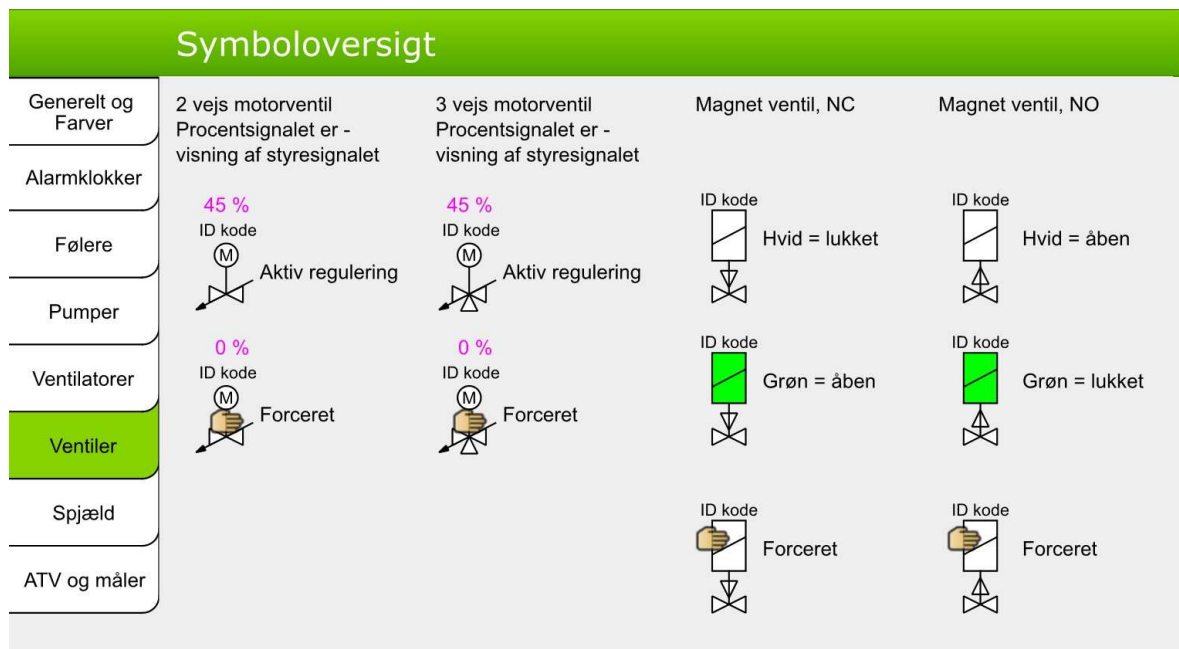 Symboloversigt
Generelt og
Farver
Alarmklokker
Følere
Pumper
Ventilatorer
Ventiler
Spjæld
ATV og måler
2 vejs motorventil
Procentsignalet er -
visning af styresignalet
45 %
ID kode
M
Aktiv regulering
0 %
ID kode
M
Forceret
3 vejs motorventil
Procentsignalet er -
visning af styresignalet
45 %
ID kode
M
Aktiv regulering
0 %
ID kode
M
Forceret
Magnet ventil, NC
ID kode
Hvid = lukket
ID kode
Grøn = åben
ID kode
Forceret
Magnet ventil, NO
ID kode
Hvid = åben
ID kode
Grøn = lukket
ID kode
Forceret